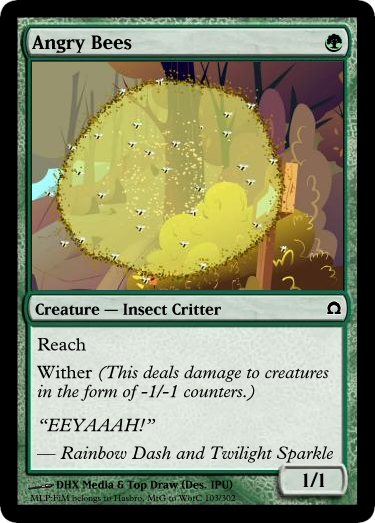 Angry Bees
Creature — Insect Critter
Reach
Wither (This deals damage to creatures
in the form of -1/-1 counters.)
“EEYAAAH!”
— Rainbow Dash and Twilight Sparkle
1/1
DHX Media & Top Draw (Des. IPU)
MLP:FiM belongs to Hasbro, MtG to WotC 103/302